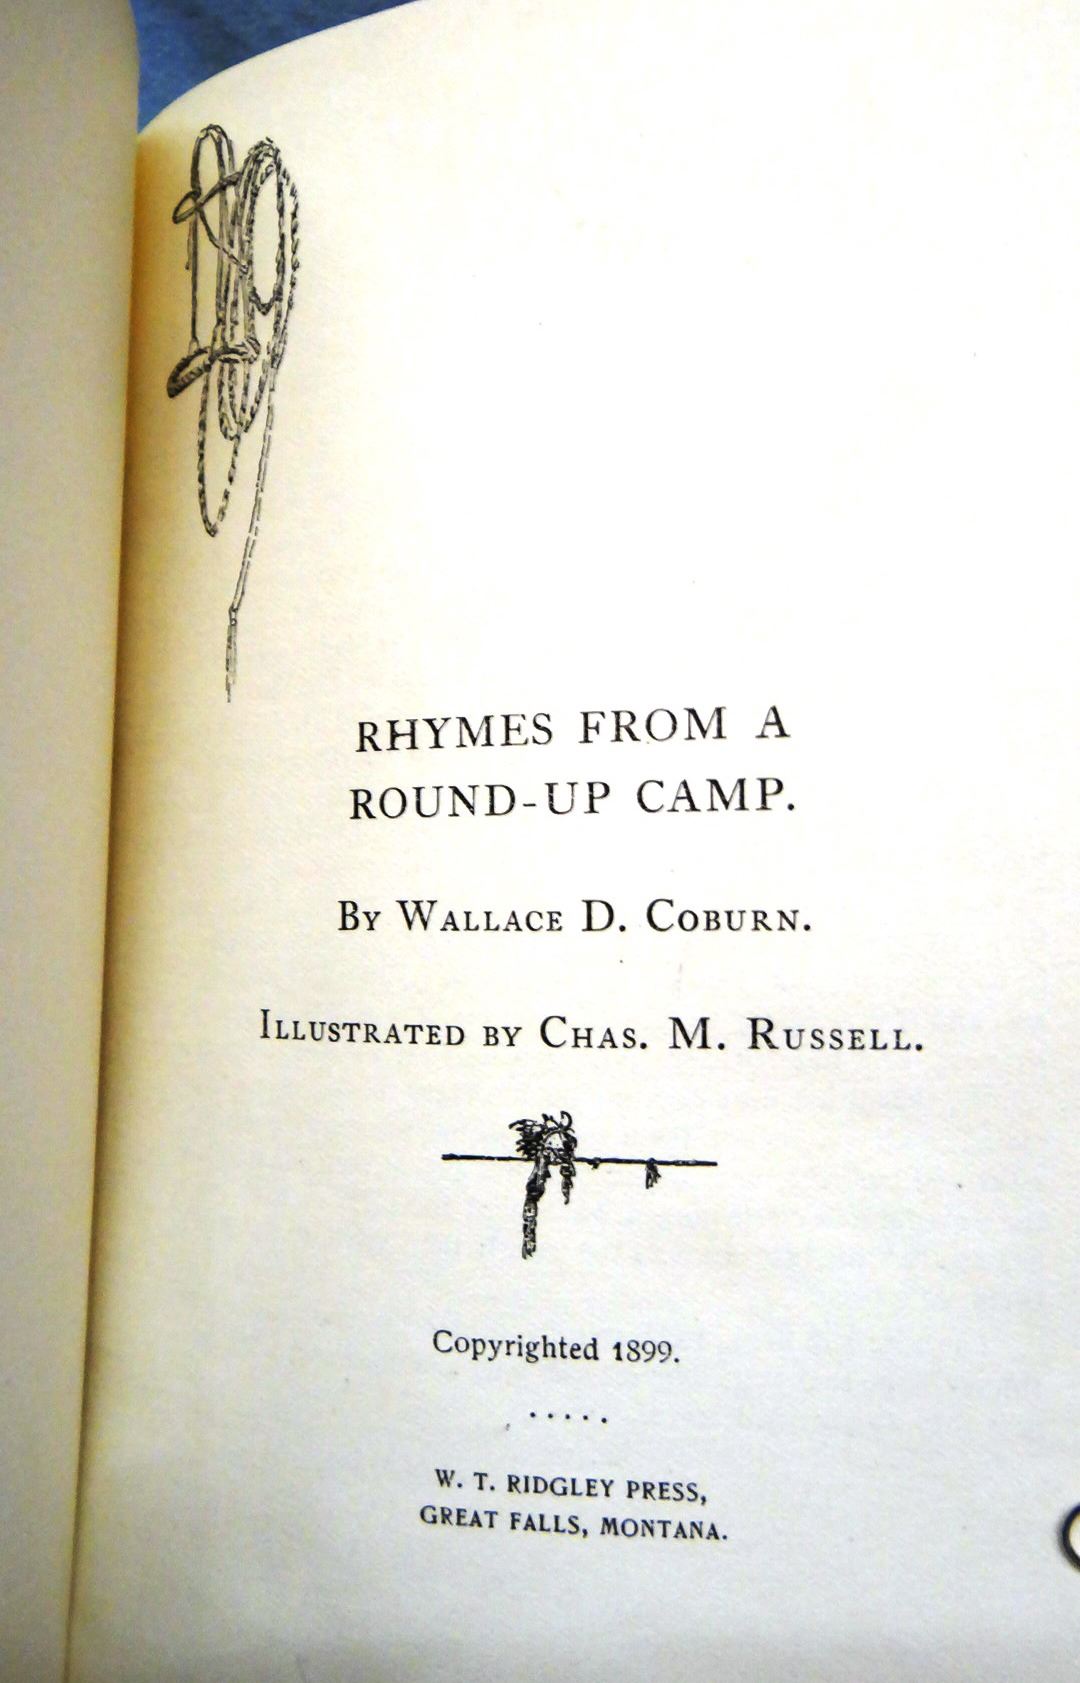 RHYMES FROM A
ROUND-UP CAMP.
BY WALLACE D. COBURN.
ILLUSTRATED BY CHAS. M. RUSSELL.
Copyrighted 1899.
.....
W. T. RIDGLEY PRESS,
GREAT FALLS, MONTANA.